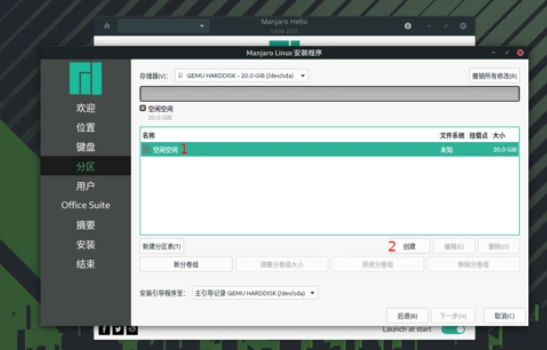 Manjaro Hello
Manjaro Linux 安装程序
存储器(V):
QEMU HARDDISK - 20.0 GiB (/dev/sda)
撤销所有修改(R)
空闲空间
20.0 GiB
欢迎
位置
键盘
分区
用户
Office Suite
摘要
安装
结束
名称 文件系统 挂载点 大小
空闲空间 1 未知 20.0 GiB
新建分区表(T) 2 创建 编辑(E) 删除(D)
新分卷组 调整分卷组大小 停用分卷组 移除分卷组
安装引导程序至: 主引导记录 QEMU HARDDISK (/dev/sda)
后退(B) 下一步(N) 取消(C)
Launch at start